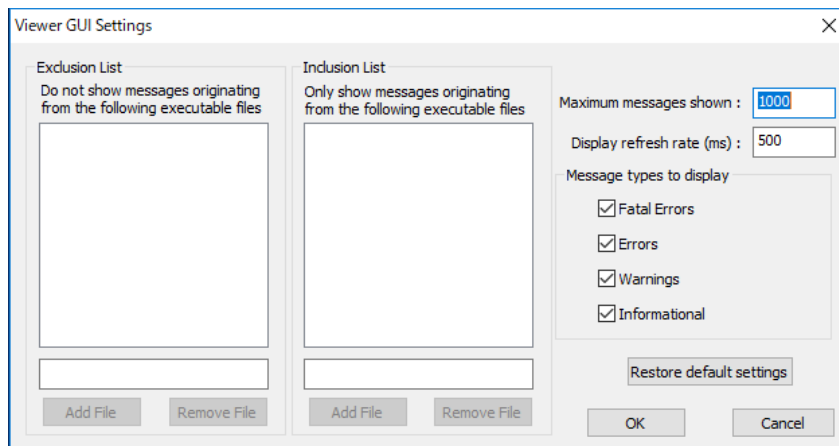 Viewer GUI Settings
Exclusion List
Do not show messages originating
from the following executable files
Add File
Remove File
Inclusion List
Only show messages originating
from the following executable files
Add File
Remove File
Maximum messages shown : 1000
Display refresh rate (ms) : 500
Message types to display
Fatal Errors
Errors
Warnings
Informational
Restore default settings
OK
Cancel